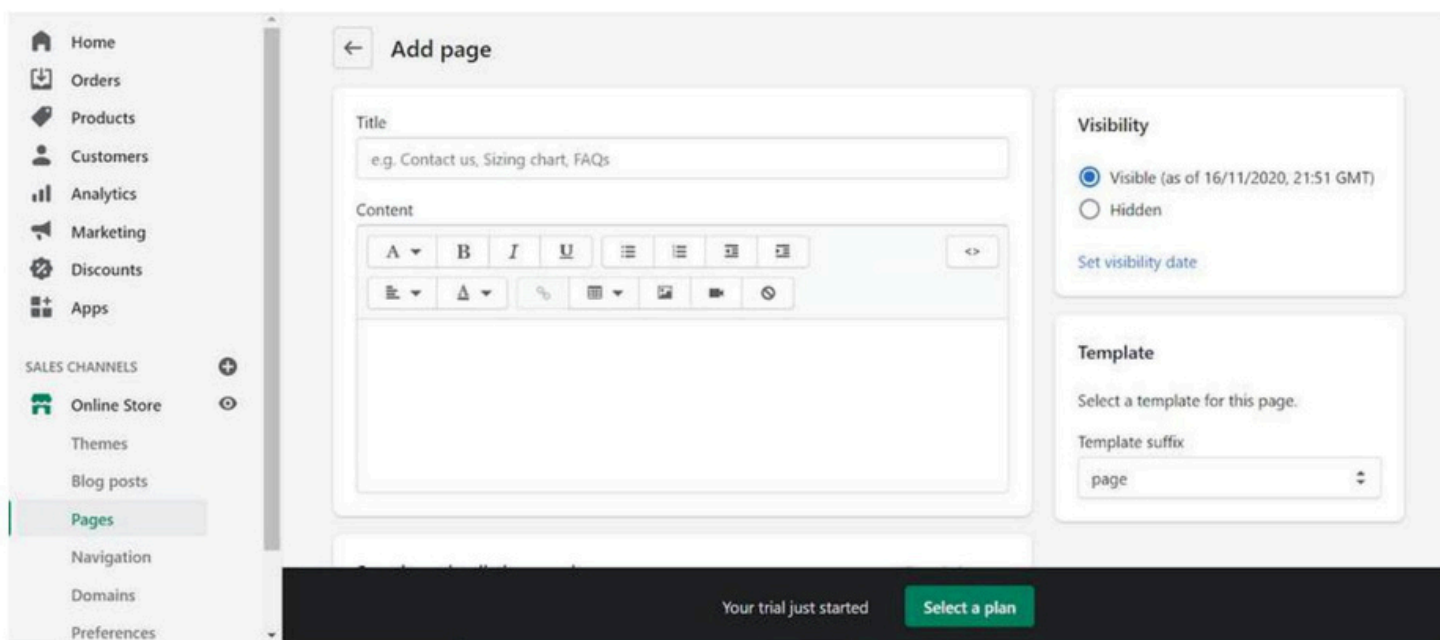 Home
Orders
Products
Customers
Analytics
Marketing
Discounts
Apps
SALES CHANNELS
Online Store
Themes
Blog posts
Pages
Navigation
Domains
Preferences
Add page
Title
e.g. Contact us, Sizing chart, FAQs
Content
A
B I U
<>
A
Visibility
Visible (as of 16/11/2020, 21:51 GMT)
Hidden
Set visibility date
Template
Select a template for this page.
Template suffix
page
Your trial just started
Select a plan